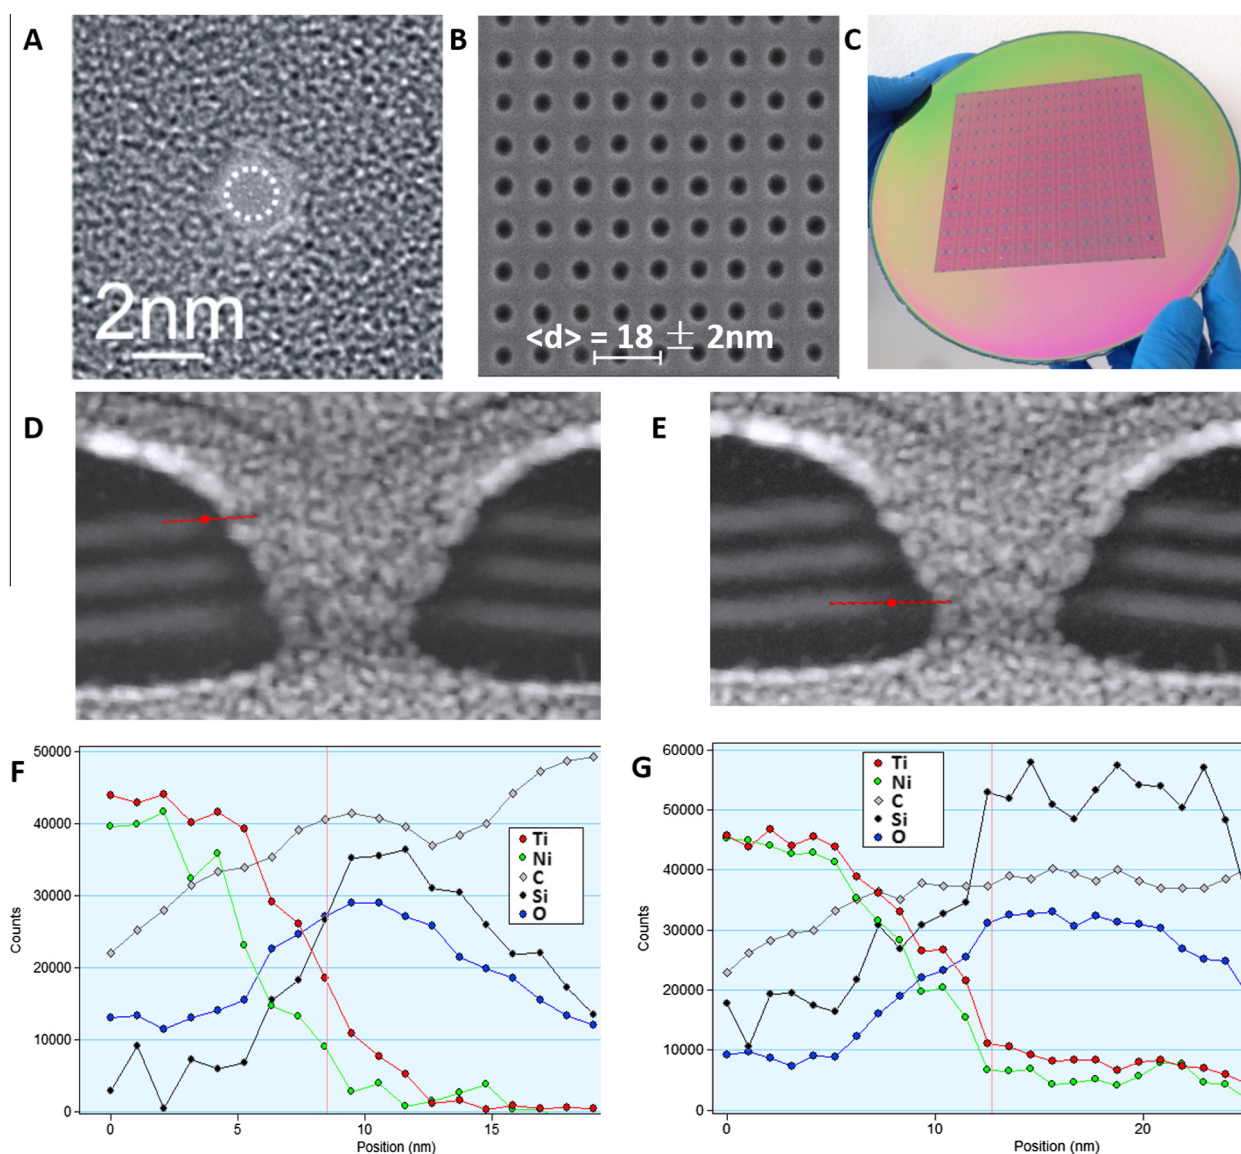 A
B
C
2nm
<d> = 18 ± 2nm
D
E
F
50000
40000
30000
20000
10000
0
Counts
Ti
Ni
C
Si
O
0
5
10
15
Position (nm)
G
60000
50000
40000
30000
20000
10000
0
Counts
Ti
Ni
C
Si
O
0
10
20
Position (nm)